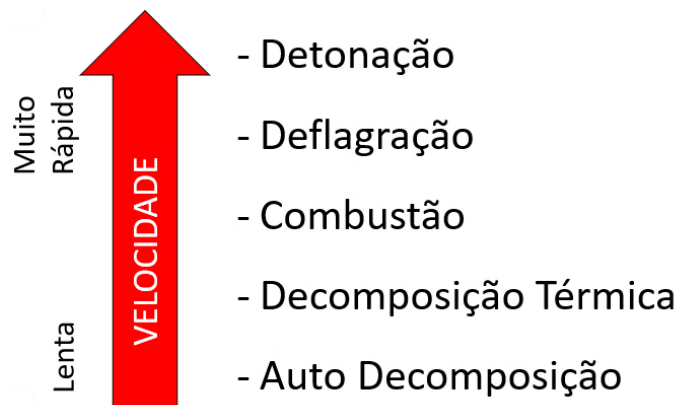 - Detonação
- Deflagração
- Combustão
- Decomposição Térmica
- Auto Decomposição
Muito
Rápida
VELOCIDADE
Lenta